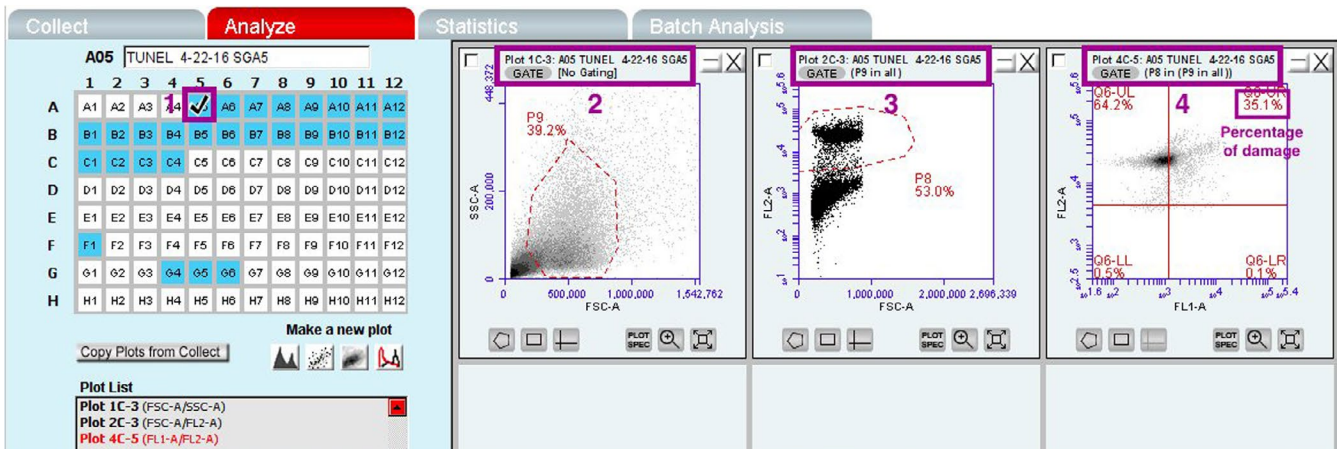 Collect
Analyze
Statistics
Batch Analysis
A05 TUNEL 4-22-16 SGA5
1 2 3 4 5 6 7 8 9 10 11 12
A A1 A2 A3 A4 1 A6 A7 A8 A9 A10 A11 A12
B B1 B2 B3 B4 B5 B6 B7 B8 B9 B10 B11 B12
C C1 C2 C3 C4 C5 C6 C7 C8 C9 C10 C11 C12
D D1 D2 D3 D4 D5 D6 D7 D8 D9 D10 D11 D12
E E1 E2 E3 E4 E5 E6 E7 E8 E9 E10 E11 E12
F F1 F2 F3 F4 F5 F6 F7 F8 F9 F10 F11 F12
G G1 G2 G3 G4 G5 G6 G7 G8 G9 G10 G11 G12
H H1 H2 H3 H4 H5 H6 H7 H8 H9 H10 H11 H12
Make a new plot
Copy Plots from Collect
Plot List
Plot 1C-3 (FSC-A/SSC-A)
Plot 2C-3 (FSC-A/FL2-A)
Plot 4C-5 (FL1-A/FL2-A)
Plot 1C-3: A05 TUNEL 4-22-16 SGA5
GATE [No Gating]
2
448,372
P9
39.2%
SSC-A
200,000
0
0 500,000 1,000,000 1,542,762
FSC-A
PLOT
SPEC
Plot 2C-3: A05 TUNEL 4-22-16 SGA5
GATE (P9 in all)
3
P8
53.0%
FL2-A
0 1,000,000 2,000,000 2,696,339
FSC-A
PLOT
SPEC
Plot 4C-5: A05 TUNEL 4-22-16 SGA5
GATE (P8 in (P9 in all))
Q6-UL
64.2%
4
Q6-UR
35.1%
Percentage
of damage
FL2-A
Q6-LL
0.5%
Q6-LR
0.1%
FL1-A
PLOT
SPEC